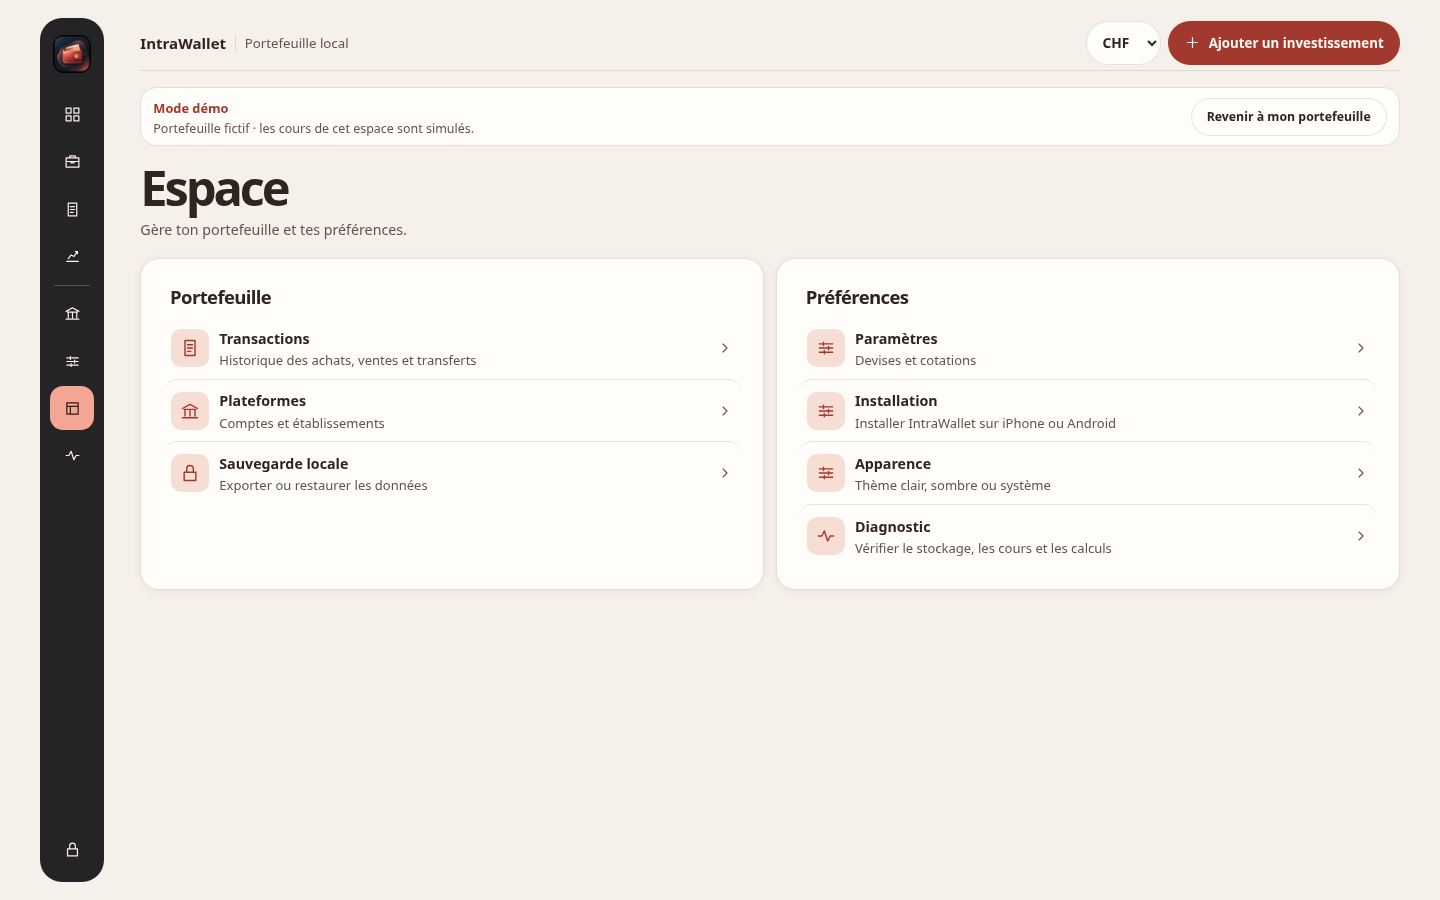 IntraWallet
Portefeuille local
CHF
Ajouter un investissement
Mode démo
Portefeuille fictif · les cours de cet espace sont simulés.
Revenir à mon portefeuille
Espace
Gère ton portefeuille et tes préférences.
Portefeuille
Transactions
Historique des achats, ventes et transferts
Plateformes
Comptes et établissements
Sauvegarde locale
Exporter ou restaurer les données
Préférences
Paramètres
Devises et cotations
Installation
Installer IntraWallet sur iPhone ou Android
Apparence
Thème clair, sombre ou système
Diagnostic
Vérifier le stockage, les cours et les calculs